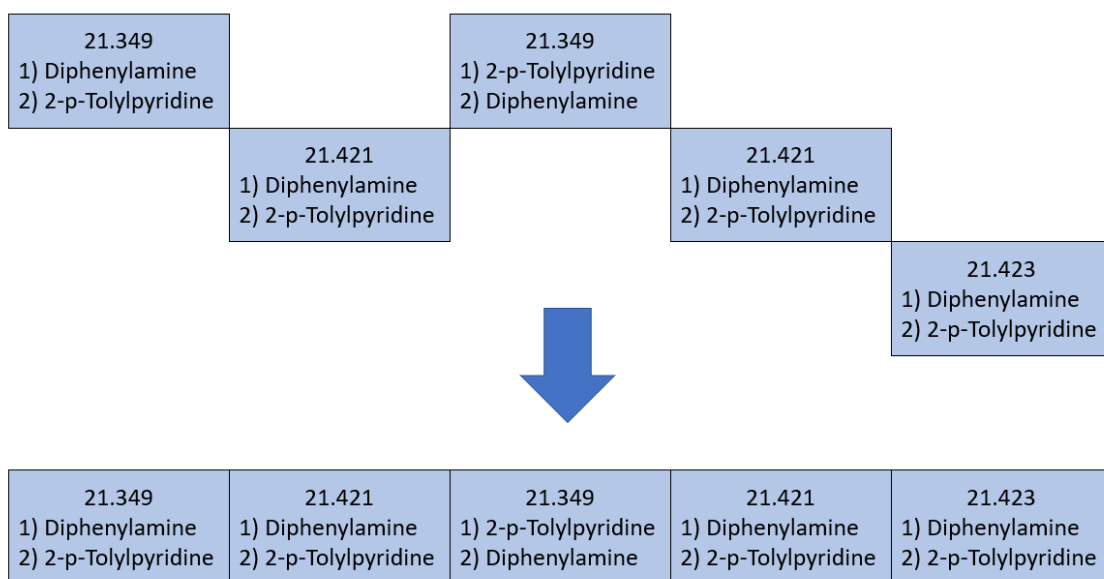 21.349
1) Diphenylamine
2) 2-p-Tolylpyridine
21.349
1) 2-p-Tolylpyridine
2) Diphenylamine
21.421
1) Diphenylamine
2) 2-p-Tolylpyridine
21.421
1) Diphenylamine
2) 2-p-Tolylpyridine
21.423
1) Diphenylamine
2) 2-p-Tolylpyridine
21.349
1) Diphenylamine
2) 2-p-Tolylpyridine
21.421
1) Diphenylamine
2) 2-p-Tolylpyridine
21.349
1) 2-p-Tolylpyridine
2) Diphenylamine
21.421
1) Diphenylamine
2) 2-p-Tolylpyridine
21.423
1) Diphenylamine
2) 2-p-Tolylpyridine